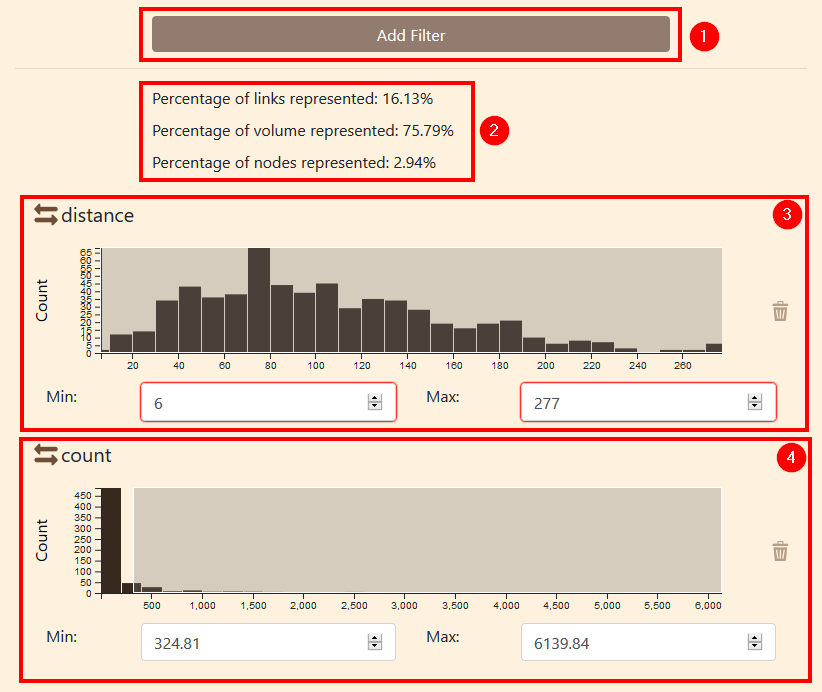 Add Filter
1
Percentage of links represented: 16.13%
Percentage of volume represented: 75.79%
2
Percentage of nodes represented: 2.94%
distance
3
Count
65
60
55
50
45
40
35
30
25
20
15
10
5
0
20 40 60 80 100 120 140 160 180 200 220 240 260
Min: 6 Max: 277
count
4
Count
450
400
350
300
250
200
150
100
50
0
500 1,000 1,500 2,000 2,500 3,000 3,500 4,000 4,500 5,000 5,500 6,000
Min: 324.81 Max: 6139.84